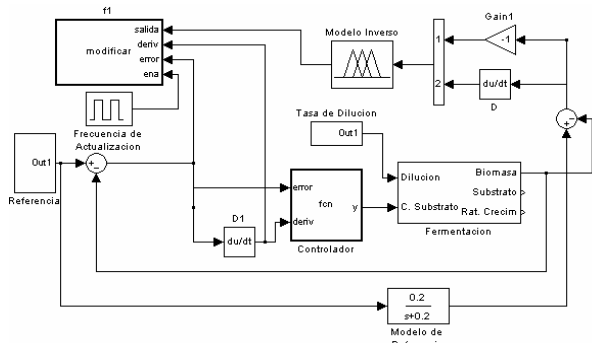 f1
salida
deriv
error
ena
modificar
Frecuencia de
Actualizacion
Modelo Inverso
1
2
Gain1
-1
du/dt
D
Tasa de Dilucion
Out1
Out1
Referencia
error
deriv
fcn
y
Controlador
D1
du/dt
Dilucion
C. Substrato
Biomasa
Substrato
Rat. Crecim
Fermentacion
0.2
s+0.2
Modelo de